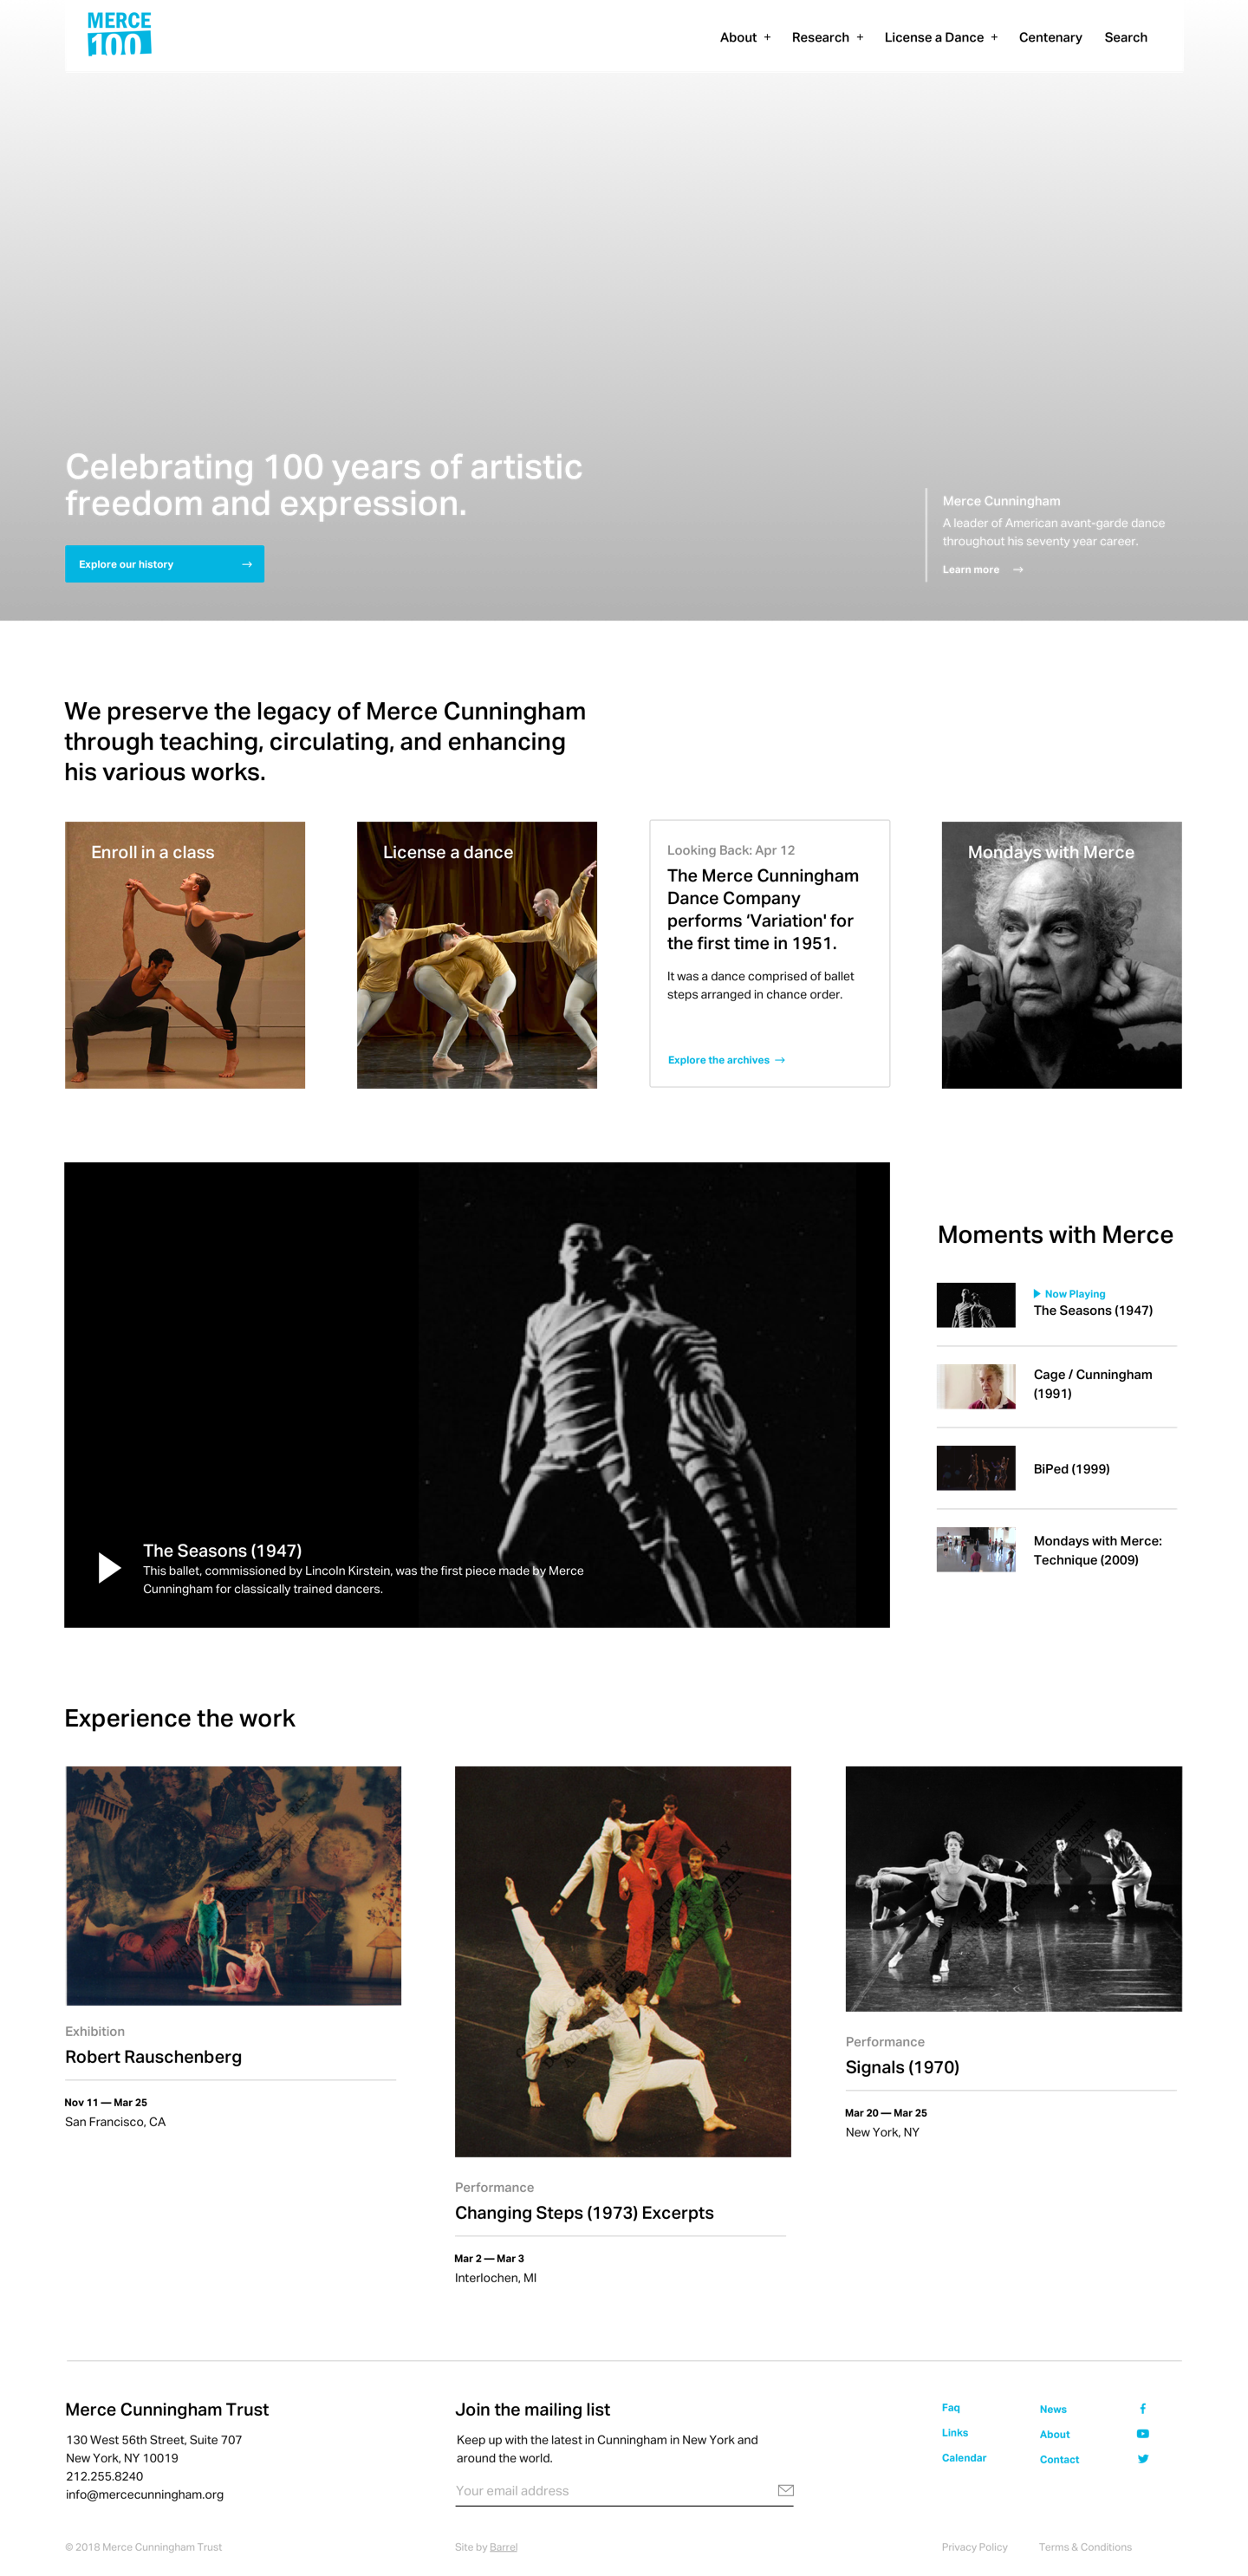 MERCE
100
About +
Research +
License a Dance +
Centenary
Search
Celebrating 100 years of artistic
freedom and expression.
Explore our history →
Merce Cunningham
A leader of American avant-garde dance
throughout his seventy year career.
Learn more →
We preserve the legacy of Merce Cunningham
through teaching, circulating, and enhancing
his various works.
Enroll in a class
License a dance
Looking Back: Apr 12
The Merce Cunningham
Dance Company
performs ‘Variation' for
the first time in 1951.
It was a dance comprised of ballet
steps arranged in chance order.
Explore the archives →
Mondays with Merce
The Seasons (1947)
This ballet, commissioned by Lincoln Kirstein, was the first piece made by Merce
Cunningham for classically trained dancers.
Moments with Merce
Now Playing
The Seasons (1947)
Cage / Cunningham
(1991)
BiPed (1999)
Mondays with Merce:
Technique (2009)
Experience the work
Exhibition
Robert Rauschenberg
Nov 11 — Mar 25
San Francisco, CA
Performance
Changing Steps (1973) Excerpts
Mar 2 — Mar 3
Interlochen, MI
Performance
Signals (1970)
Mar 20 — Mar 25
New York, NY
Merce Cunningham Trust
130 West 56th Street, Suite 707
New York, NY 10019
212.255.8240
info@mercecunningham.org
Join the mailing list
Keep up with the latest in Cunningham in New York and
around the world.
Your email address
Faq
Links
Calendar
News
About
Contact
© 2018 Merce Cunningham Trust
Site by Barrel
Privacy Policy
Terms & Conditions